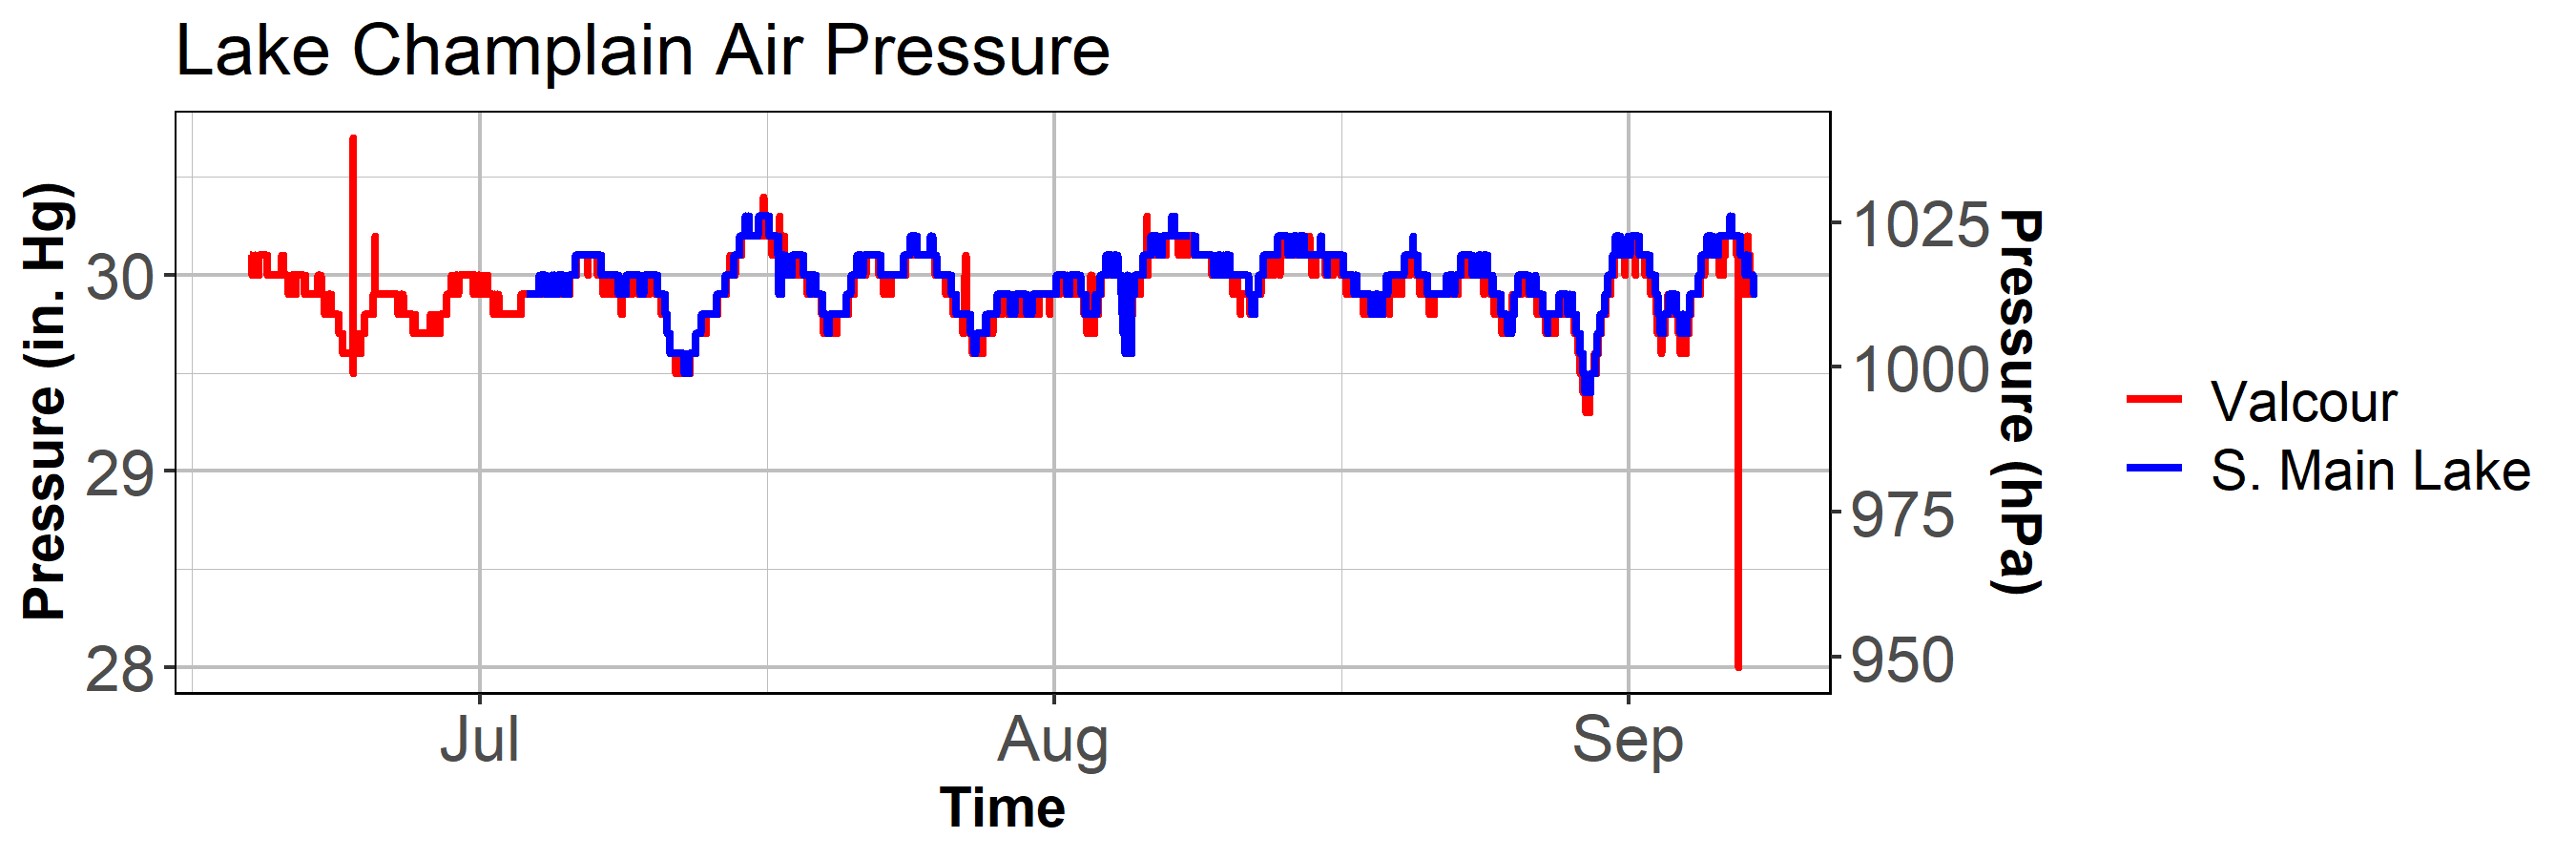 Lake Champlain Air Pressure
Pressure (in. Hg)
30
29
28
1025
1000
975
950
Pressure (hPa)
Jul
Aug
Sep
Time
Valcour
S. Main Lake